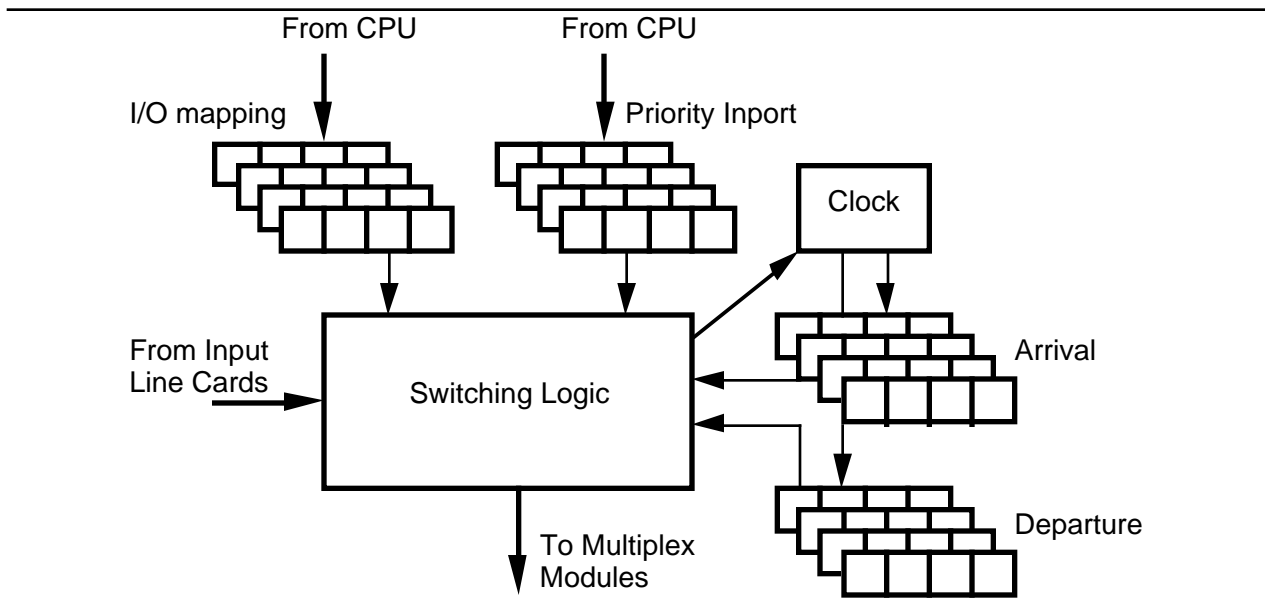 From CPU
From CPU
I/O mapping
Priority Inport
Clock
From Input
Line Cards
Switching Logic
Arrival
Departure
To Multiplex
Modules